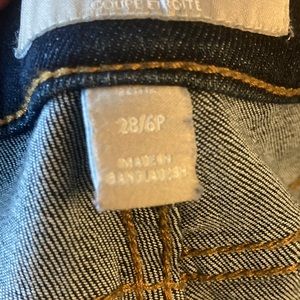 COUPE ETROITE
28/6P
MADE IN
BANGLADESH